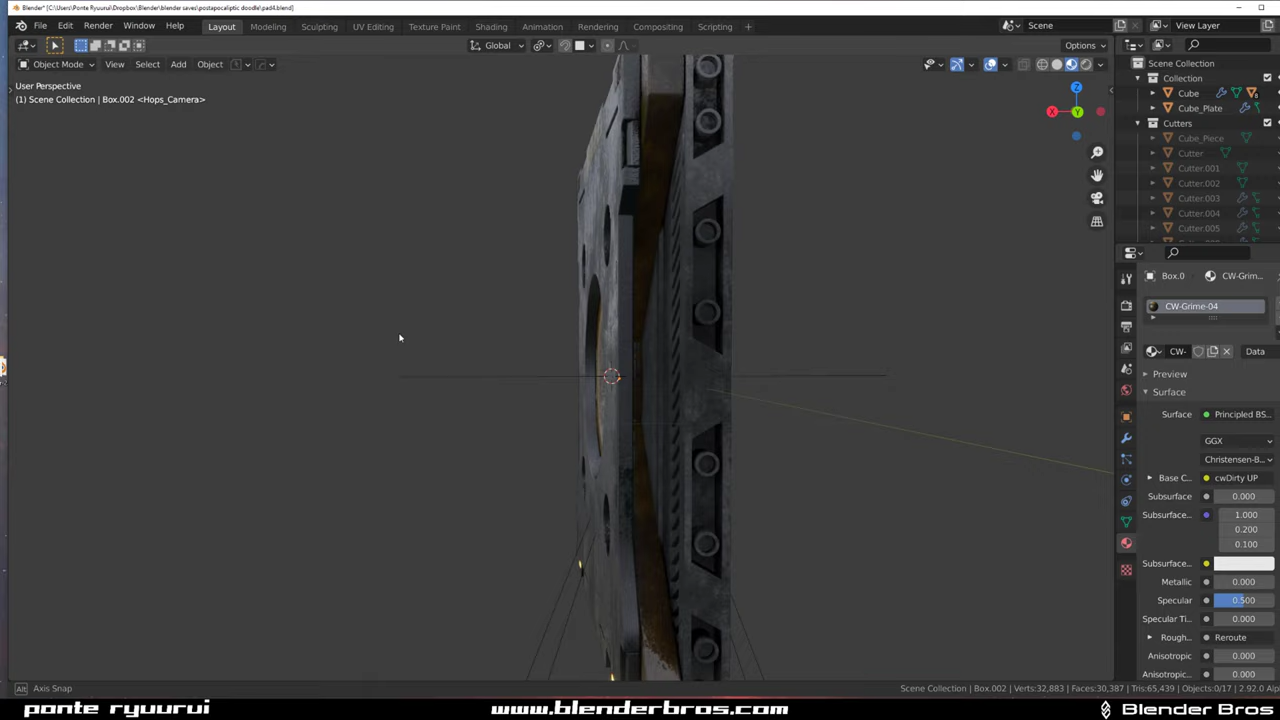 Blender* [C:\Users\Ponte Ryuurui\Dropbox\Blender\blender saves\postapocaliptic doodle\pad4.blend]
File Edit Render Window Help Layout Modeling Sculpting UV Editing Texture Paint Shading Animation Rendering Compositing Scripting Scene View Layer
Global Options
Object Mode View Select Add Object
User Perspective
(1) Scene Collection | Box.002 <Hops_Camera>
Scene Collection
Collection
Cube
Cube_Plate
Cutters
Cube_Piece
Cutter
Cutter.001
Cutter.002
Cutter.003
Cutter.004
Cutter.005
Box.0 CW-Grim...
CW-Grime-04
CW- Data
Preview
Surface
Surface Principled BS...
GGX
Christensen-B...
Base C... cwDirty UP
Subsurface 0.000
Subsurface... 1.000
0.200
0.100
Subsurface...
Metallic 0.000
Specular 0.500
Specular Ti... 0.000
Rough... Reroute
Anisotropic 0.000
Anisotropic... 0.000
Z
X
Y
Alt Axis Snap
Scene Collection | Box.002 | Verts:32,883 | Faces:30,387 | Tris:65,439 | Objects:0/17 | 2.92.0 Alp
ponte ryuurui www.blenderbros.com Blender Bros